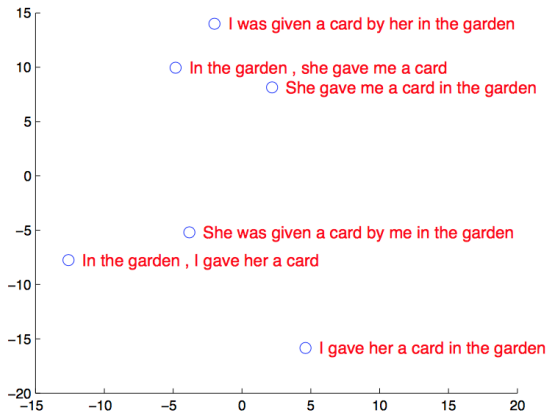 15
I was given a card by her in the garden
10
In the garden , she gave me a card
She gave me a card in the garden
5
0
−5
She was given a card by me in the garden
In the garden , I gave her a card
−10
−15
I gave her a card in the garden
−20
−15 −10 −5 0 5 10 15 20